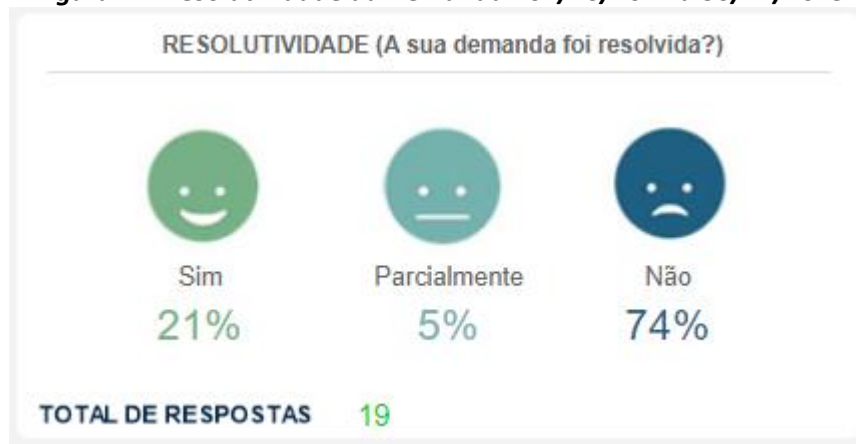 RESOLUTIVIDADE (A sua demanda foi resolvida?)
Sim Parcialmente Não
21% 5% 74%
TOTAL DE RESPOSTAS 19